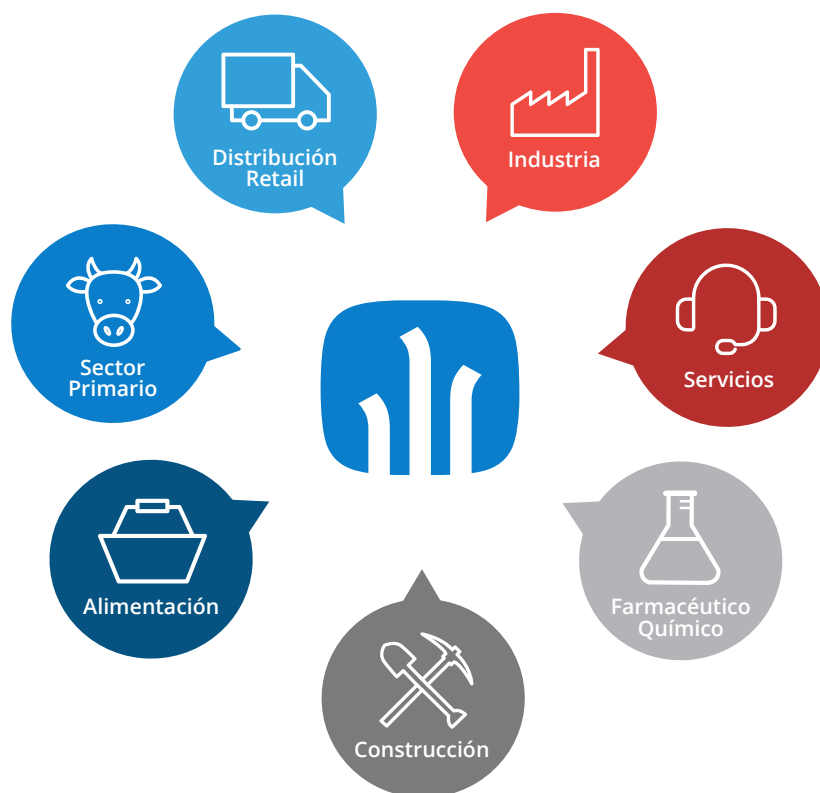 Distribución
Retail
Industria
Sector
Primario
Servicios
Alimentación
Farmacéutico
Químico
Construcción